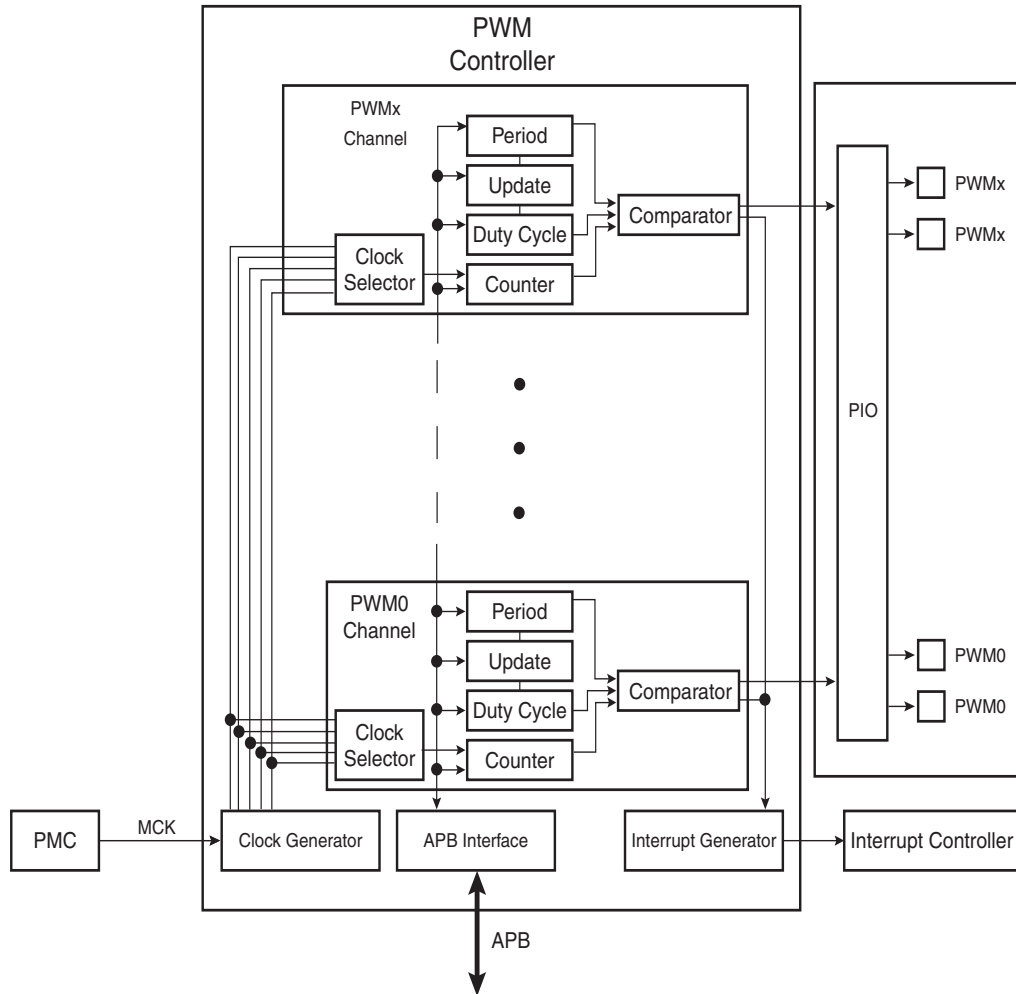 PWM
Controller
PWMx
Channel
Period
Update
Duty Cycle
Counter
Clock
Selector
Comparator
PIO
PWMx
PWMx
PWM0
Channel
Period
Update
Duty Cycle
Counter
Clock
Selector
Comparator
PWM0
PWM0
PMC
MCK
Clock Generator
APB Interface
Interrupt Generator
Interrupt Controller
APB